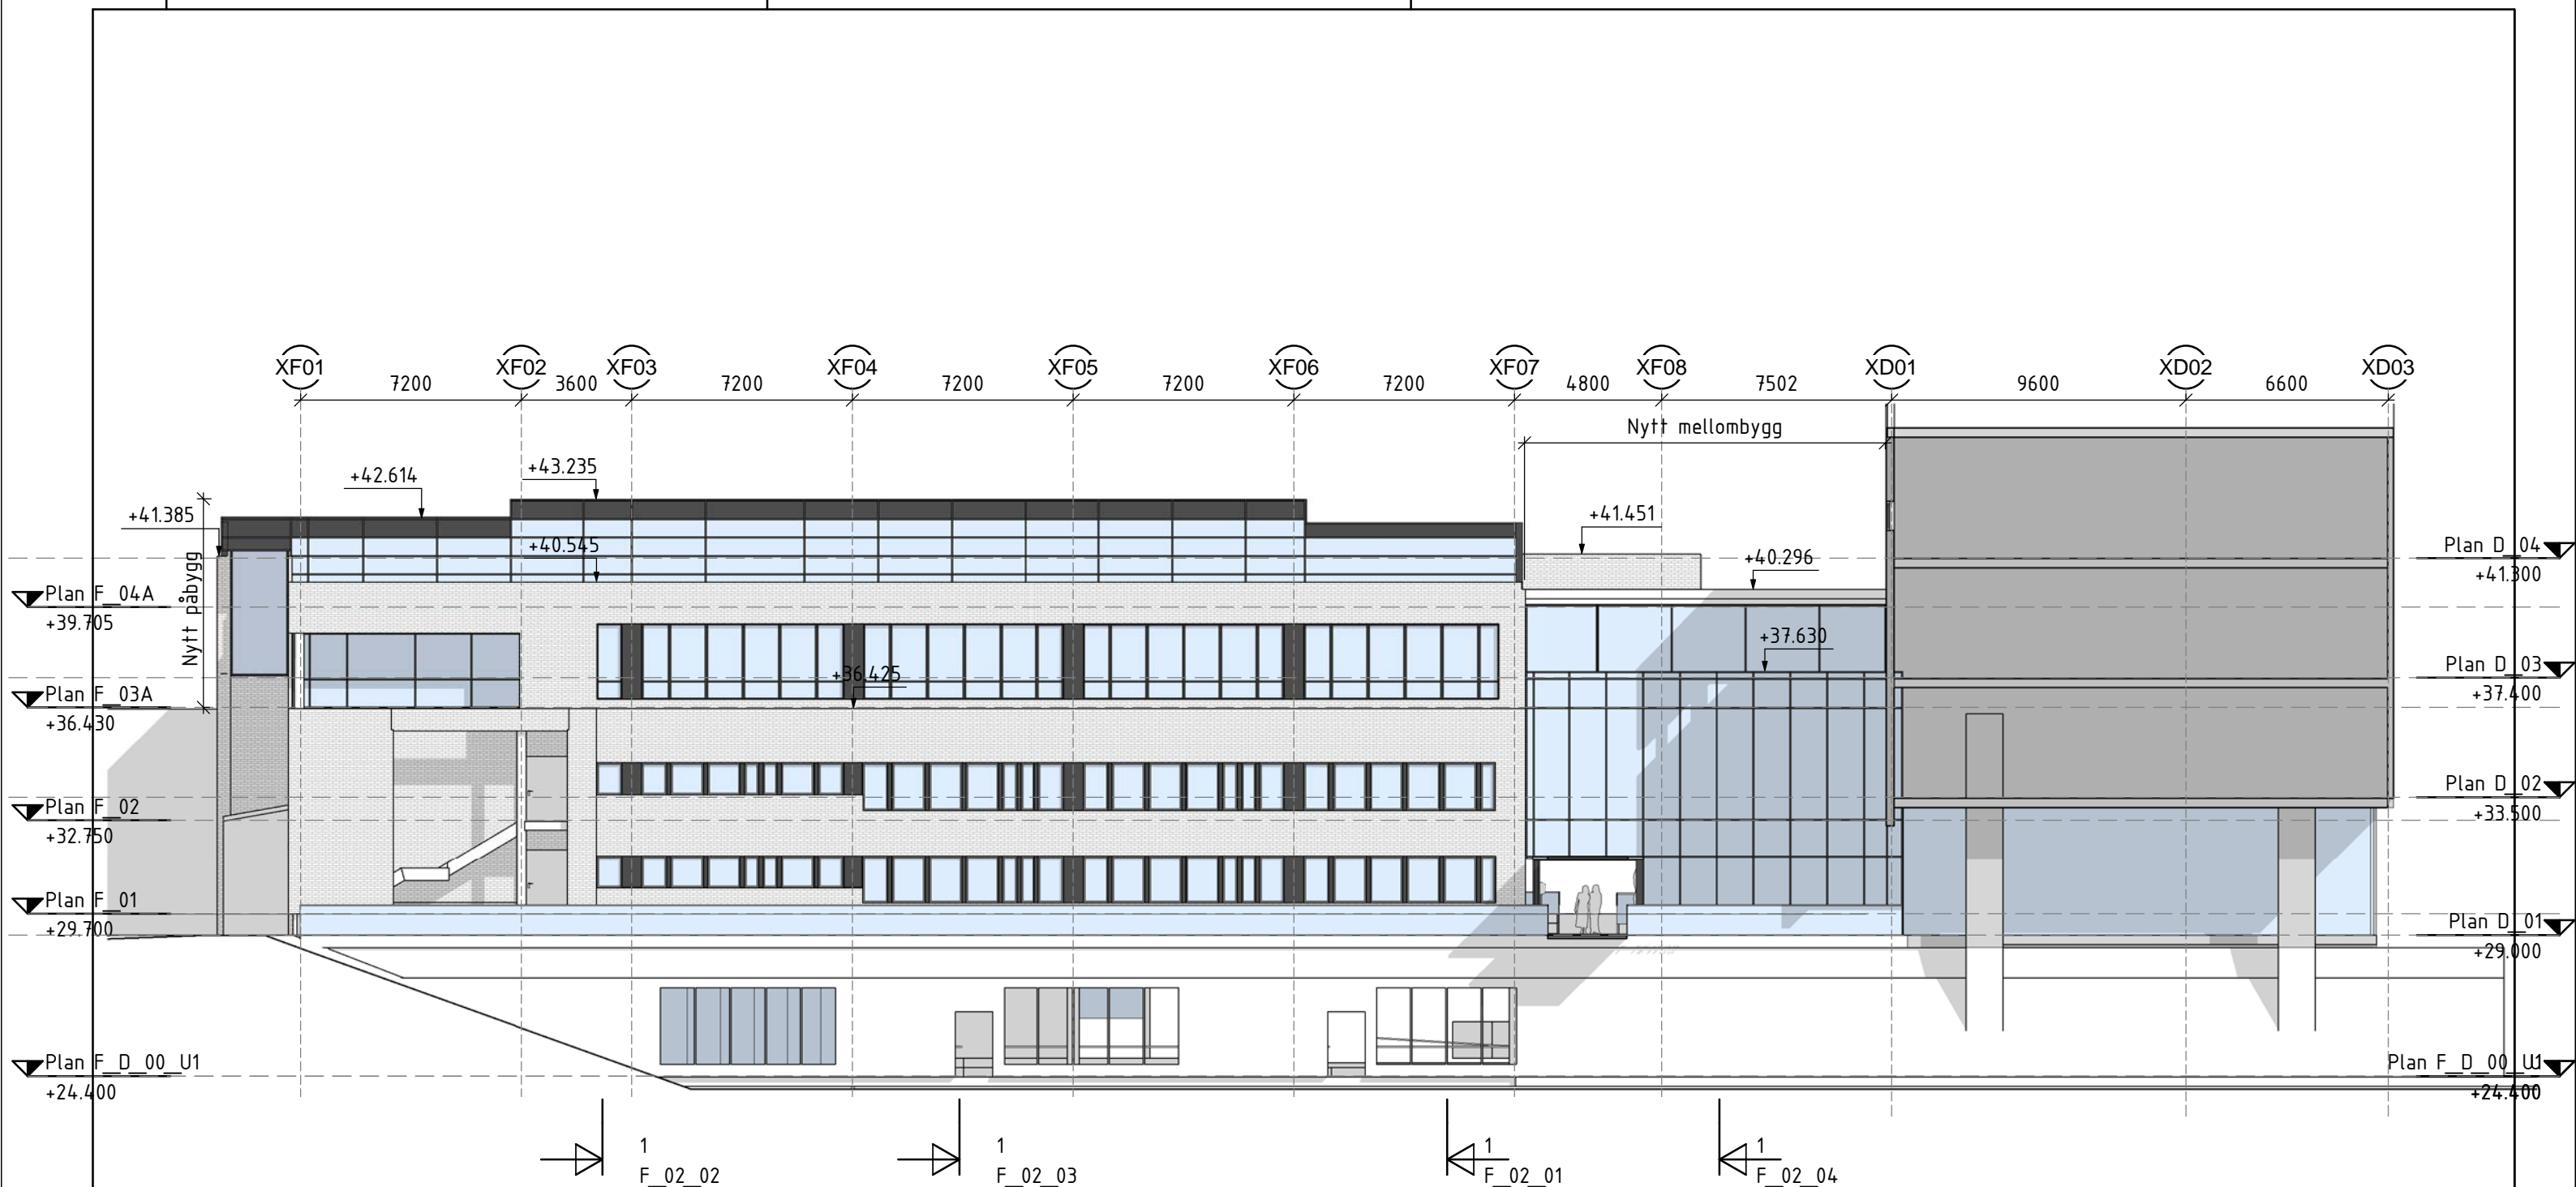 XF01 XF02 XF03 XF04 XF05 XF06 XF07 XF08 XD01 XD02 XD03
7200 3600 7200 7200 7200 7200 4800 7502 9600 6600
Nytt mellombygg
+43.235
+42.614
+41.385
+41.451
+40.545
+40.296
Nytt påbygg
Plan D_04
+41.300
Plan F_04A
+39.705
+37.630
+36.425
Plan D_03
+37.400
Plan F_03A
+36.430
Plan D_02
+33.500
Plan F_02
+32.750
Plan F_01
+29.700
Plan D_01
+29.000
Plan F_D_00_U1
+24.400
Plan F_D_00_U1
+24.400
1
F_02_02
1
F_02_03
1
F_02_01
1
F_02_04